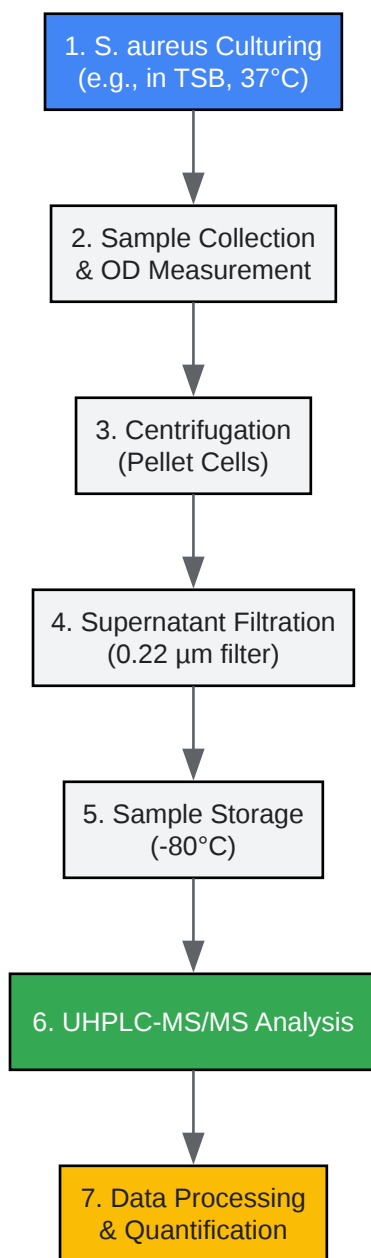 1. S. aureus Culturing
(e.g., in TSB, 37°C)
2. Sample Collection
& OD Measurement
3. Centrifugation
(Pellet Cells)
4. Supernatant Filtration
(0.22 µm filter)
5. Sample Storage
(-80°C)
6. UHPLC-MS/MS Analysis
7. Data Processing
& Quantification